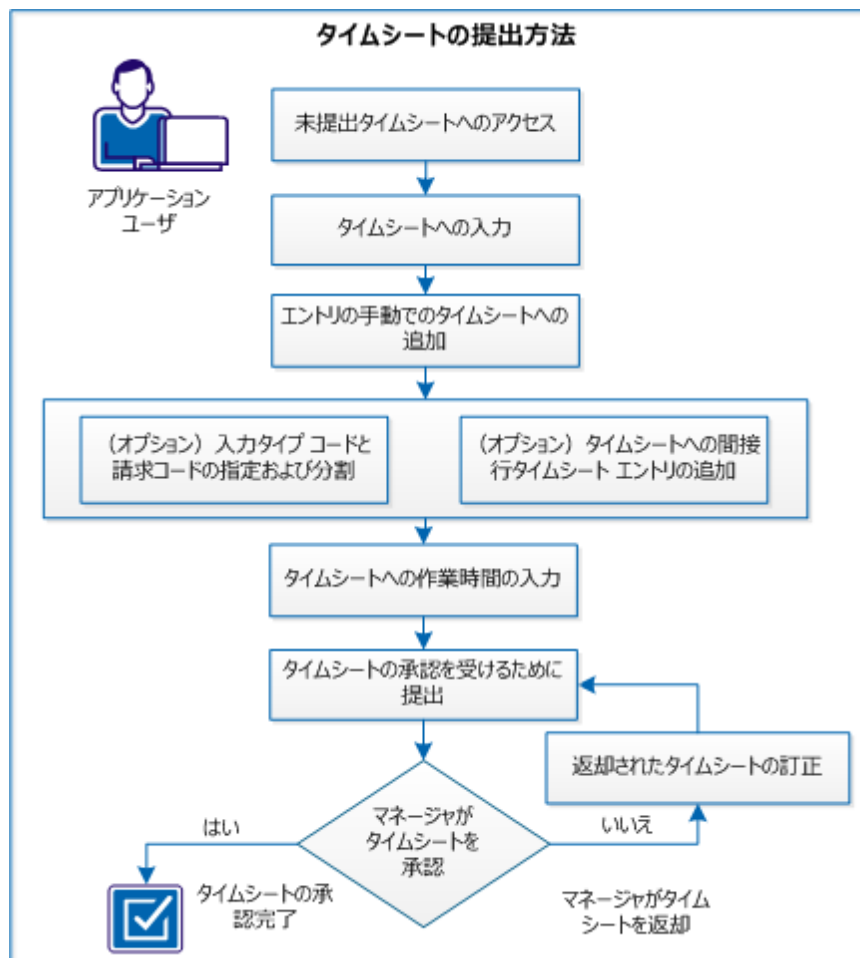 タイムシートの提出方法
未提出タイムシートへのアクセス
アプリケーション
ユーザ
タイムシートへの入力
エントリの手動でのタイムシートへの
追加
（オプション）入力タイプ コードと
請求コードの指定および分割
（オプション）タイムシートへの間接
行タイムシート エントリの追加
タイムシートへの作業時間の入力
タイムシートの承認を受けるために
提出
返却されたタイムシートの訂正
マネージャが
タイムシートを
承認
はい
いいえ
タイムシートの承
認完了
マネージャがタイム
シートを返却